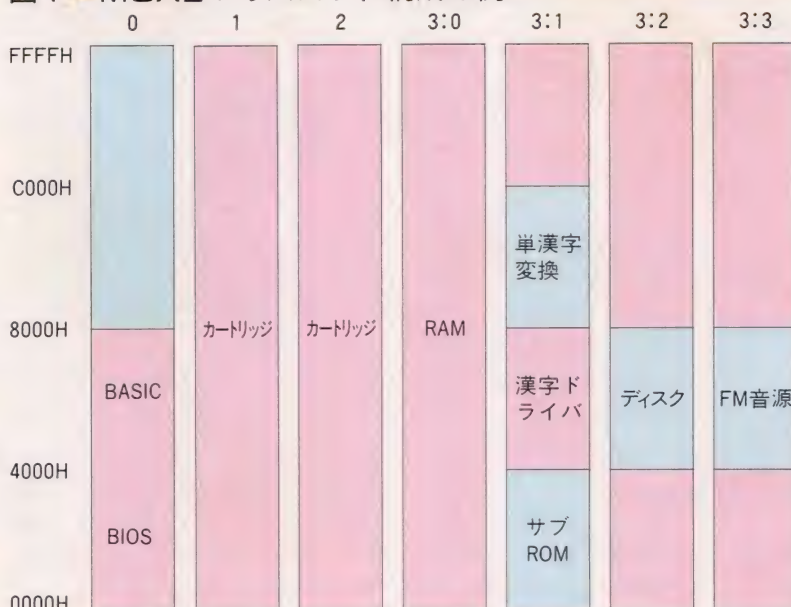 0 1 2 3:0 3:1 3:2 3:3
FFFFH
C000H
単漢字
変換
8000H
カートリッジ カートリッジ RAM
BASIC
漢字ド
ライバ
ディスク FM音源
4000H
BIOS
サブ
ROM
0000H